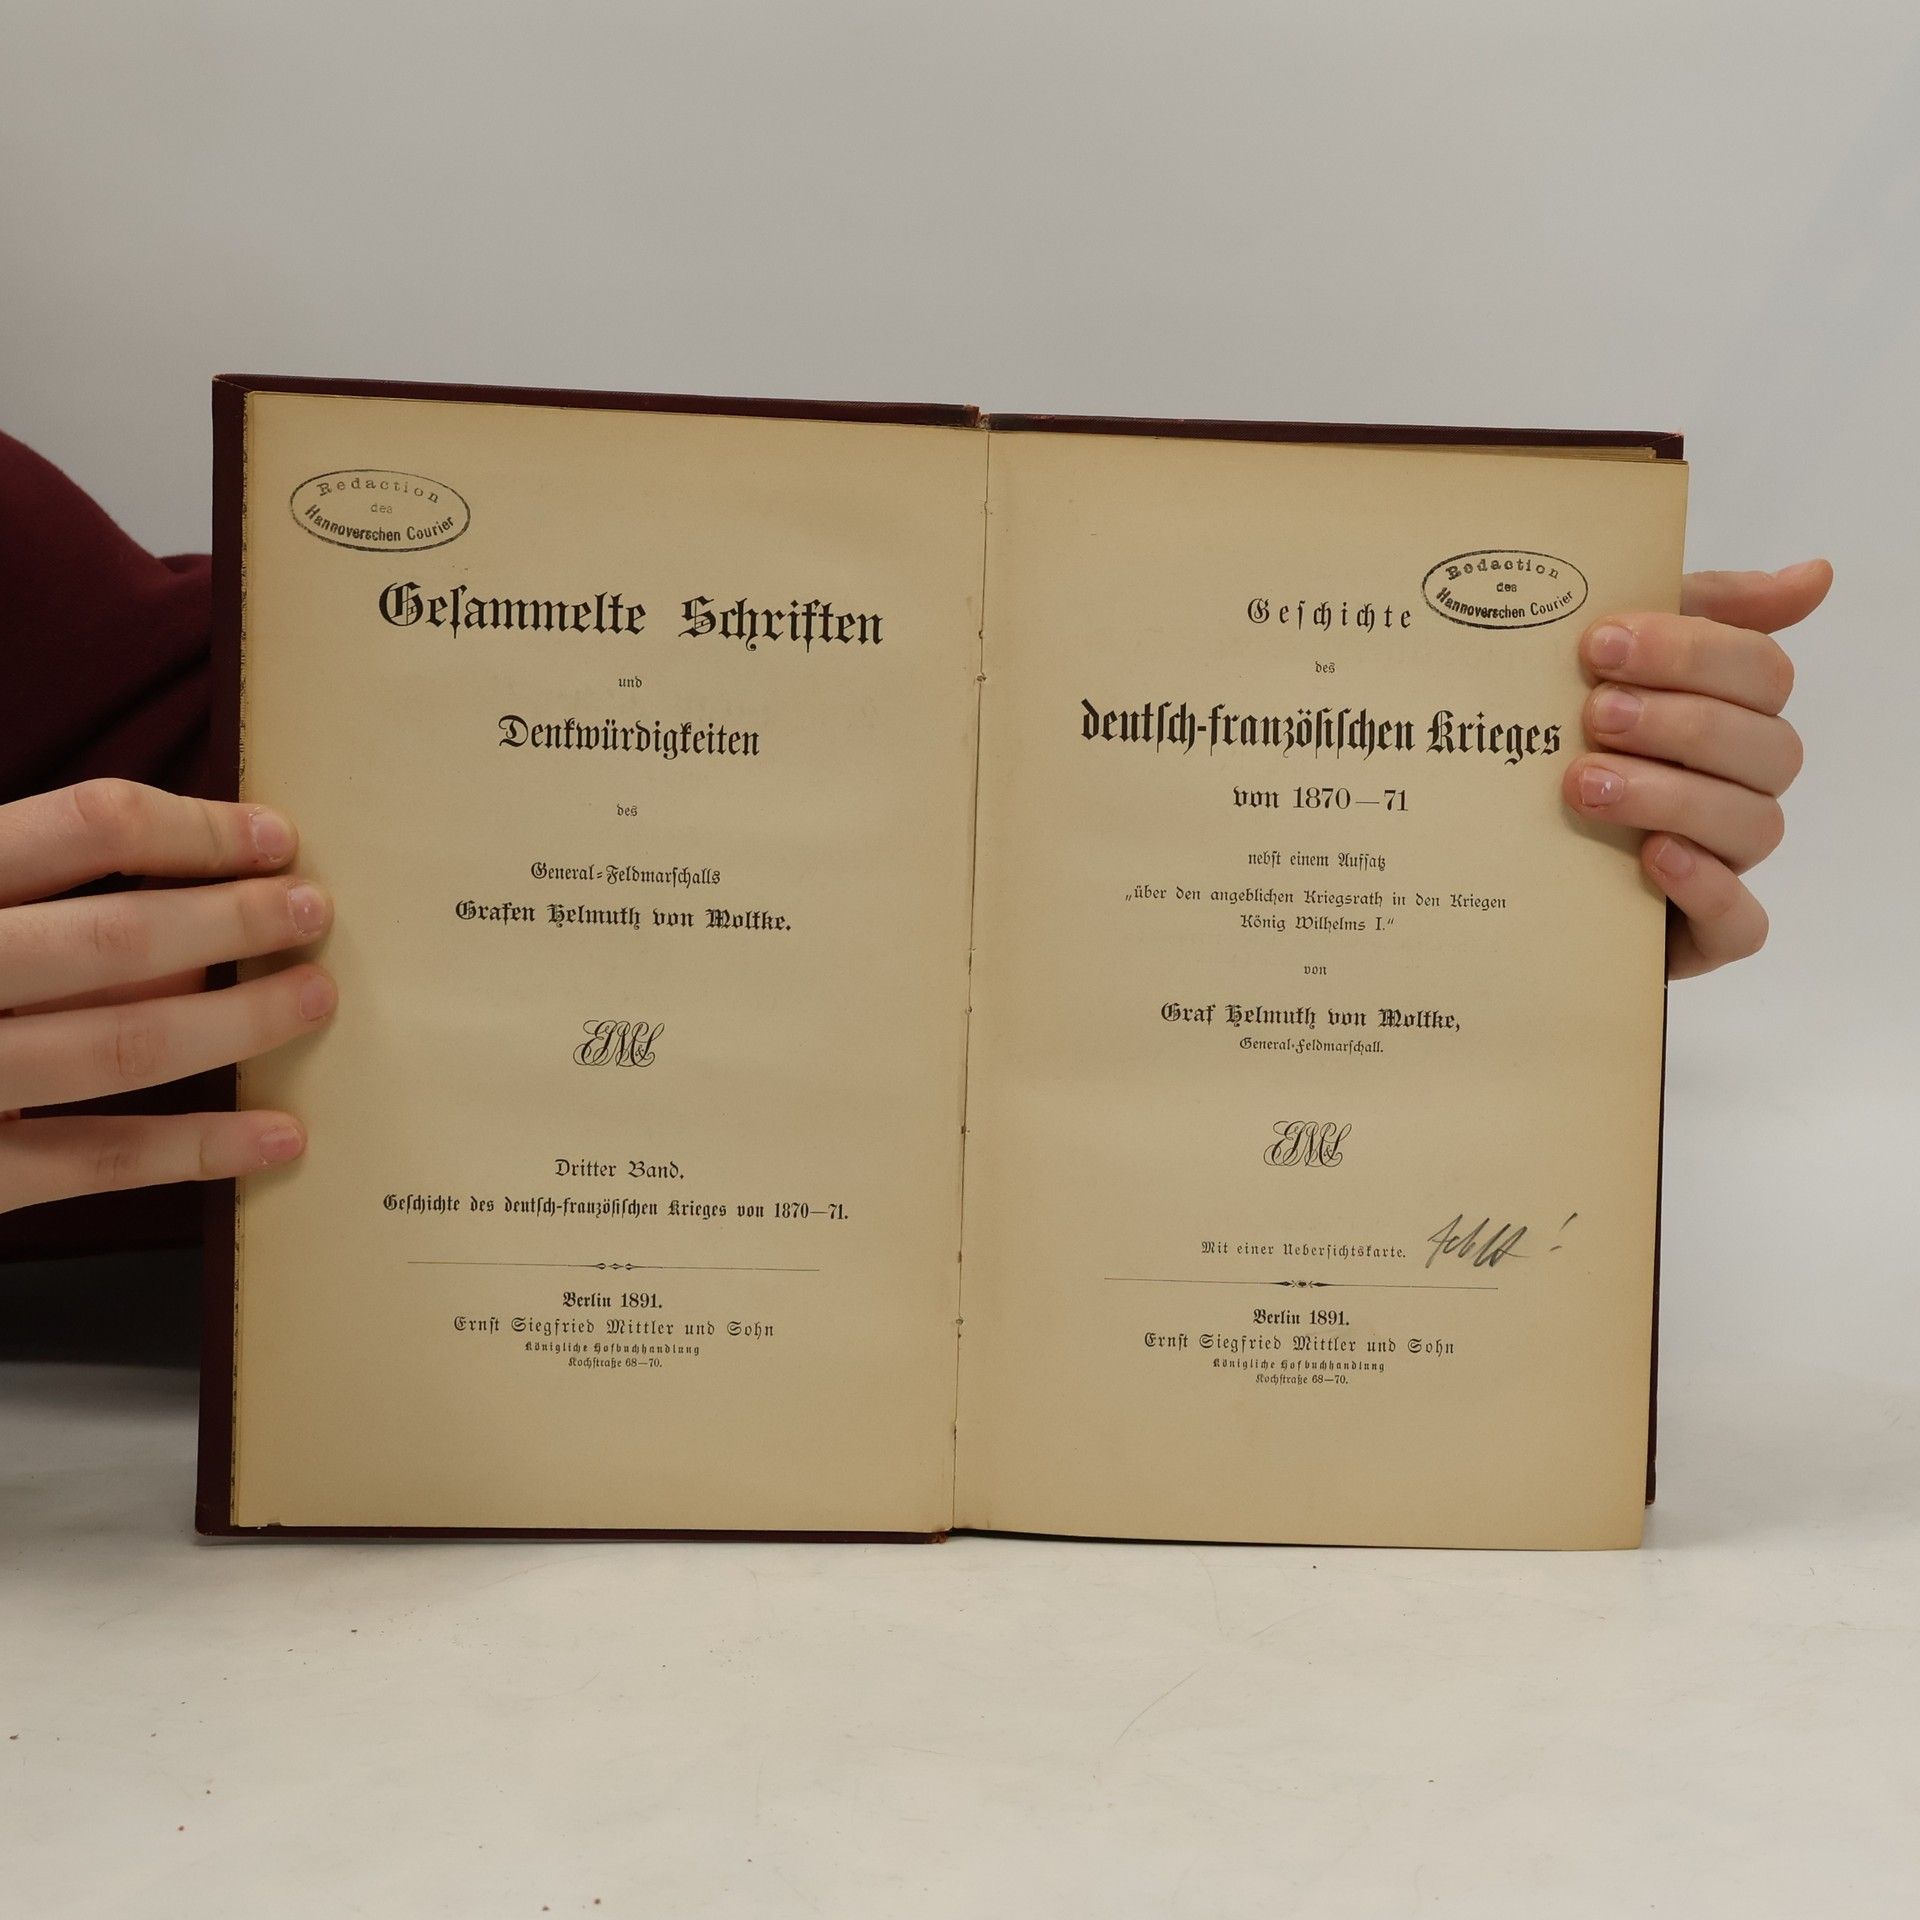 Redaction
des
Hannoverschen Courier
Gesammelte Schriften
und
Denkwürdigkeiten
des
General-Feldmarschalls
Grafen Helmuth von Moltke.
Dritter Band.
Geschichte des deutsch-französischen Krieges von 1870—71.
Berlin 1891.
Ernst Siegfried Mittler und Sohn
Königliche Hofbuchhandlung
Kochstraße 68—70.
Redaction
des
Hannoverschen Courier
Geschichte
des
deutsch-französischen Krieges
von 1870—71
nebst einem Aufsatz
„über den angeblichen Kriegsrath in den Kriegen
König Wilhelms I.“
von
Graf Helmuth von Moltke,
General-Feldmarschall.
Mit einer Uebersichtskarte. fehlt!
Berlin 1891.
Ernst Siegfried Mittler und Sohn
Königliche Hofbuchhandlung
Kochstraße 68—70.